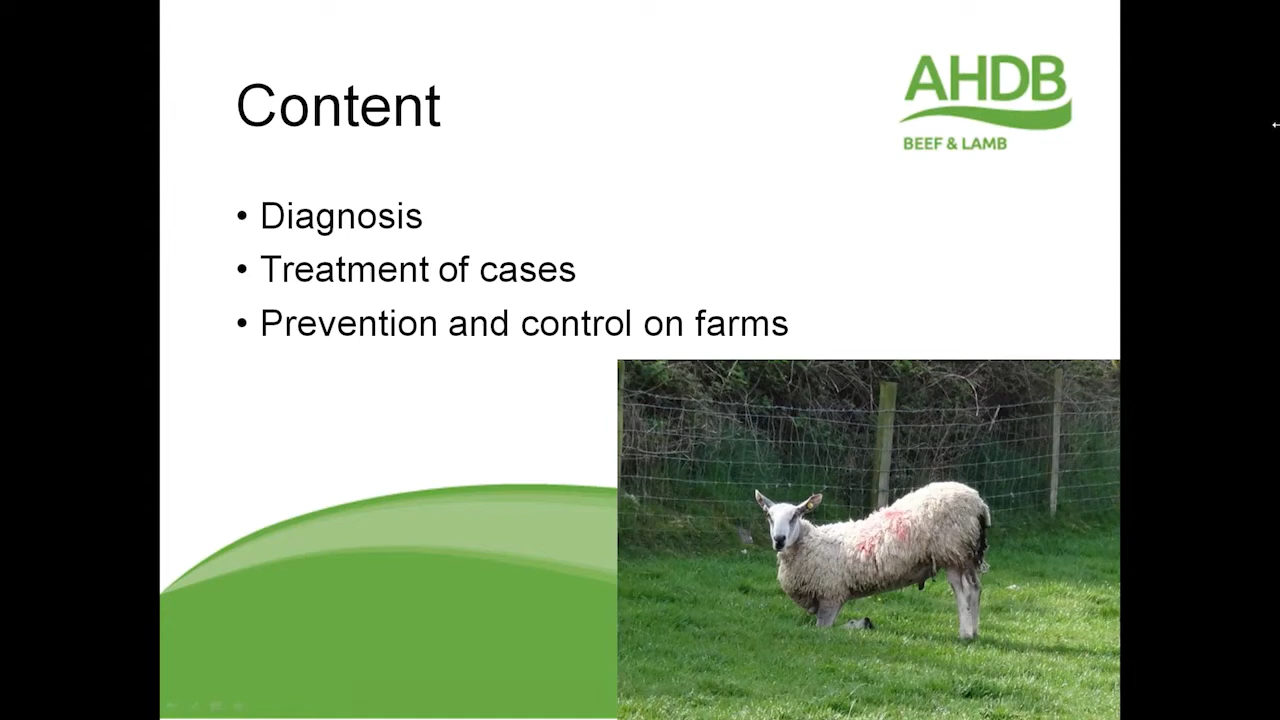 Content
AHDB
BEEF & LAMB
• Diagnosis
• Treatment of cases
• Prevention and control on farms